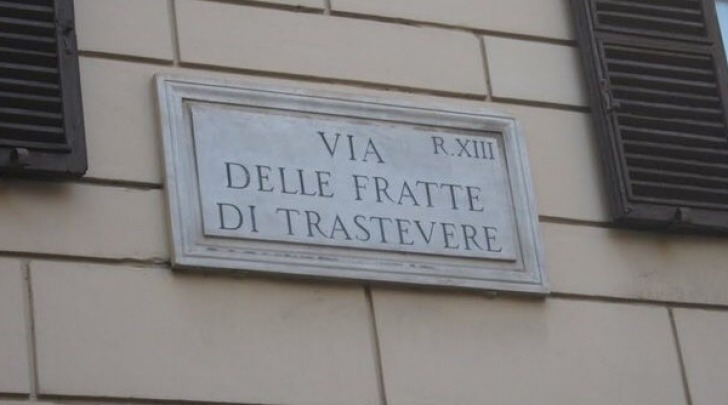 VIA R.XIII
DELLE FRATTE
DI TRASTEVERE